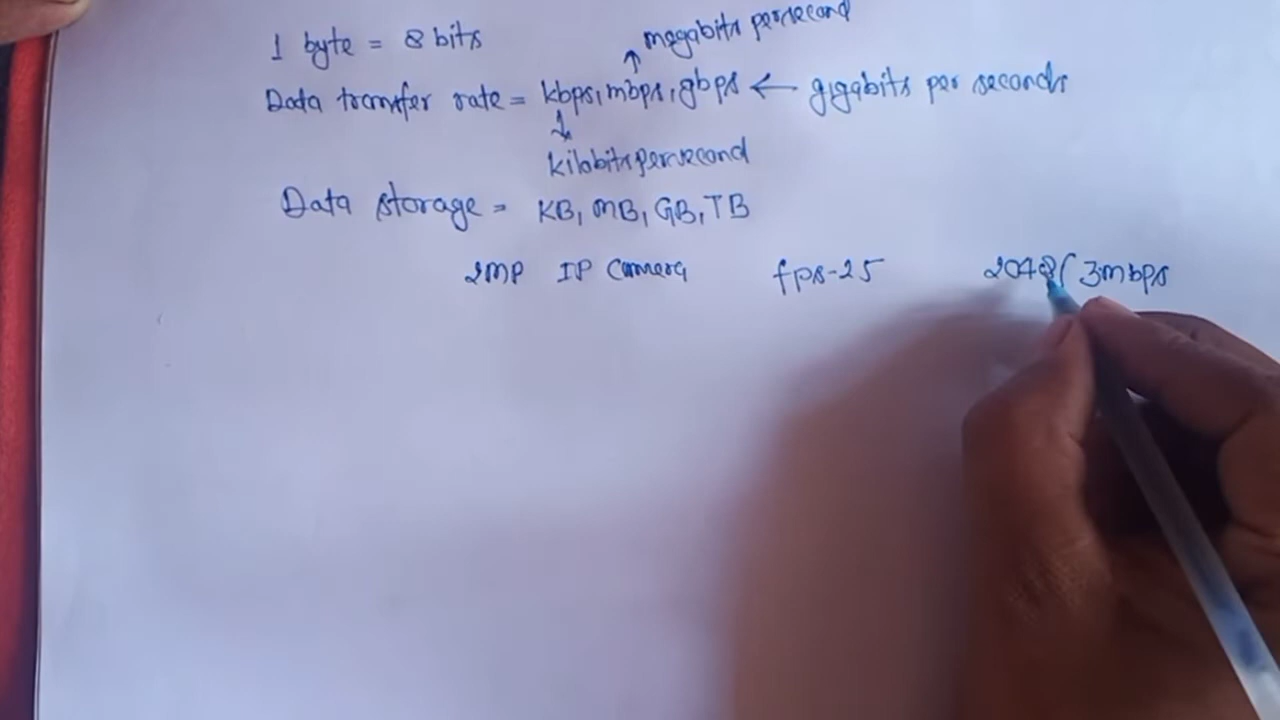 megabits per second
1 byte = 8 bits
Data transfer rate = kbps, mbps, gbps ← gigabits per seconds
kilobits per second
Data storage = KB, MB, GB, TB
2MP IP Camera fps-25 2048( 3mbps